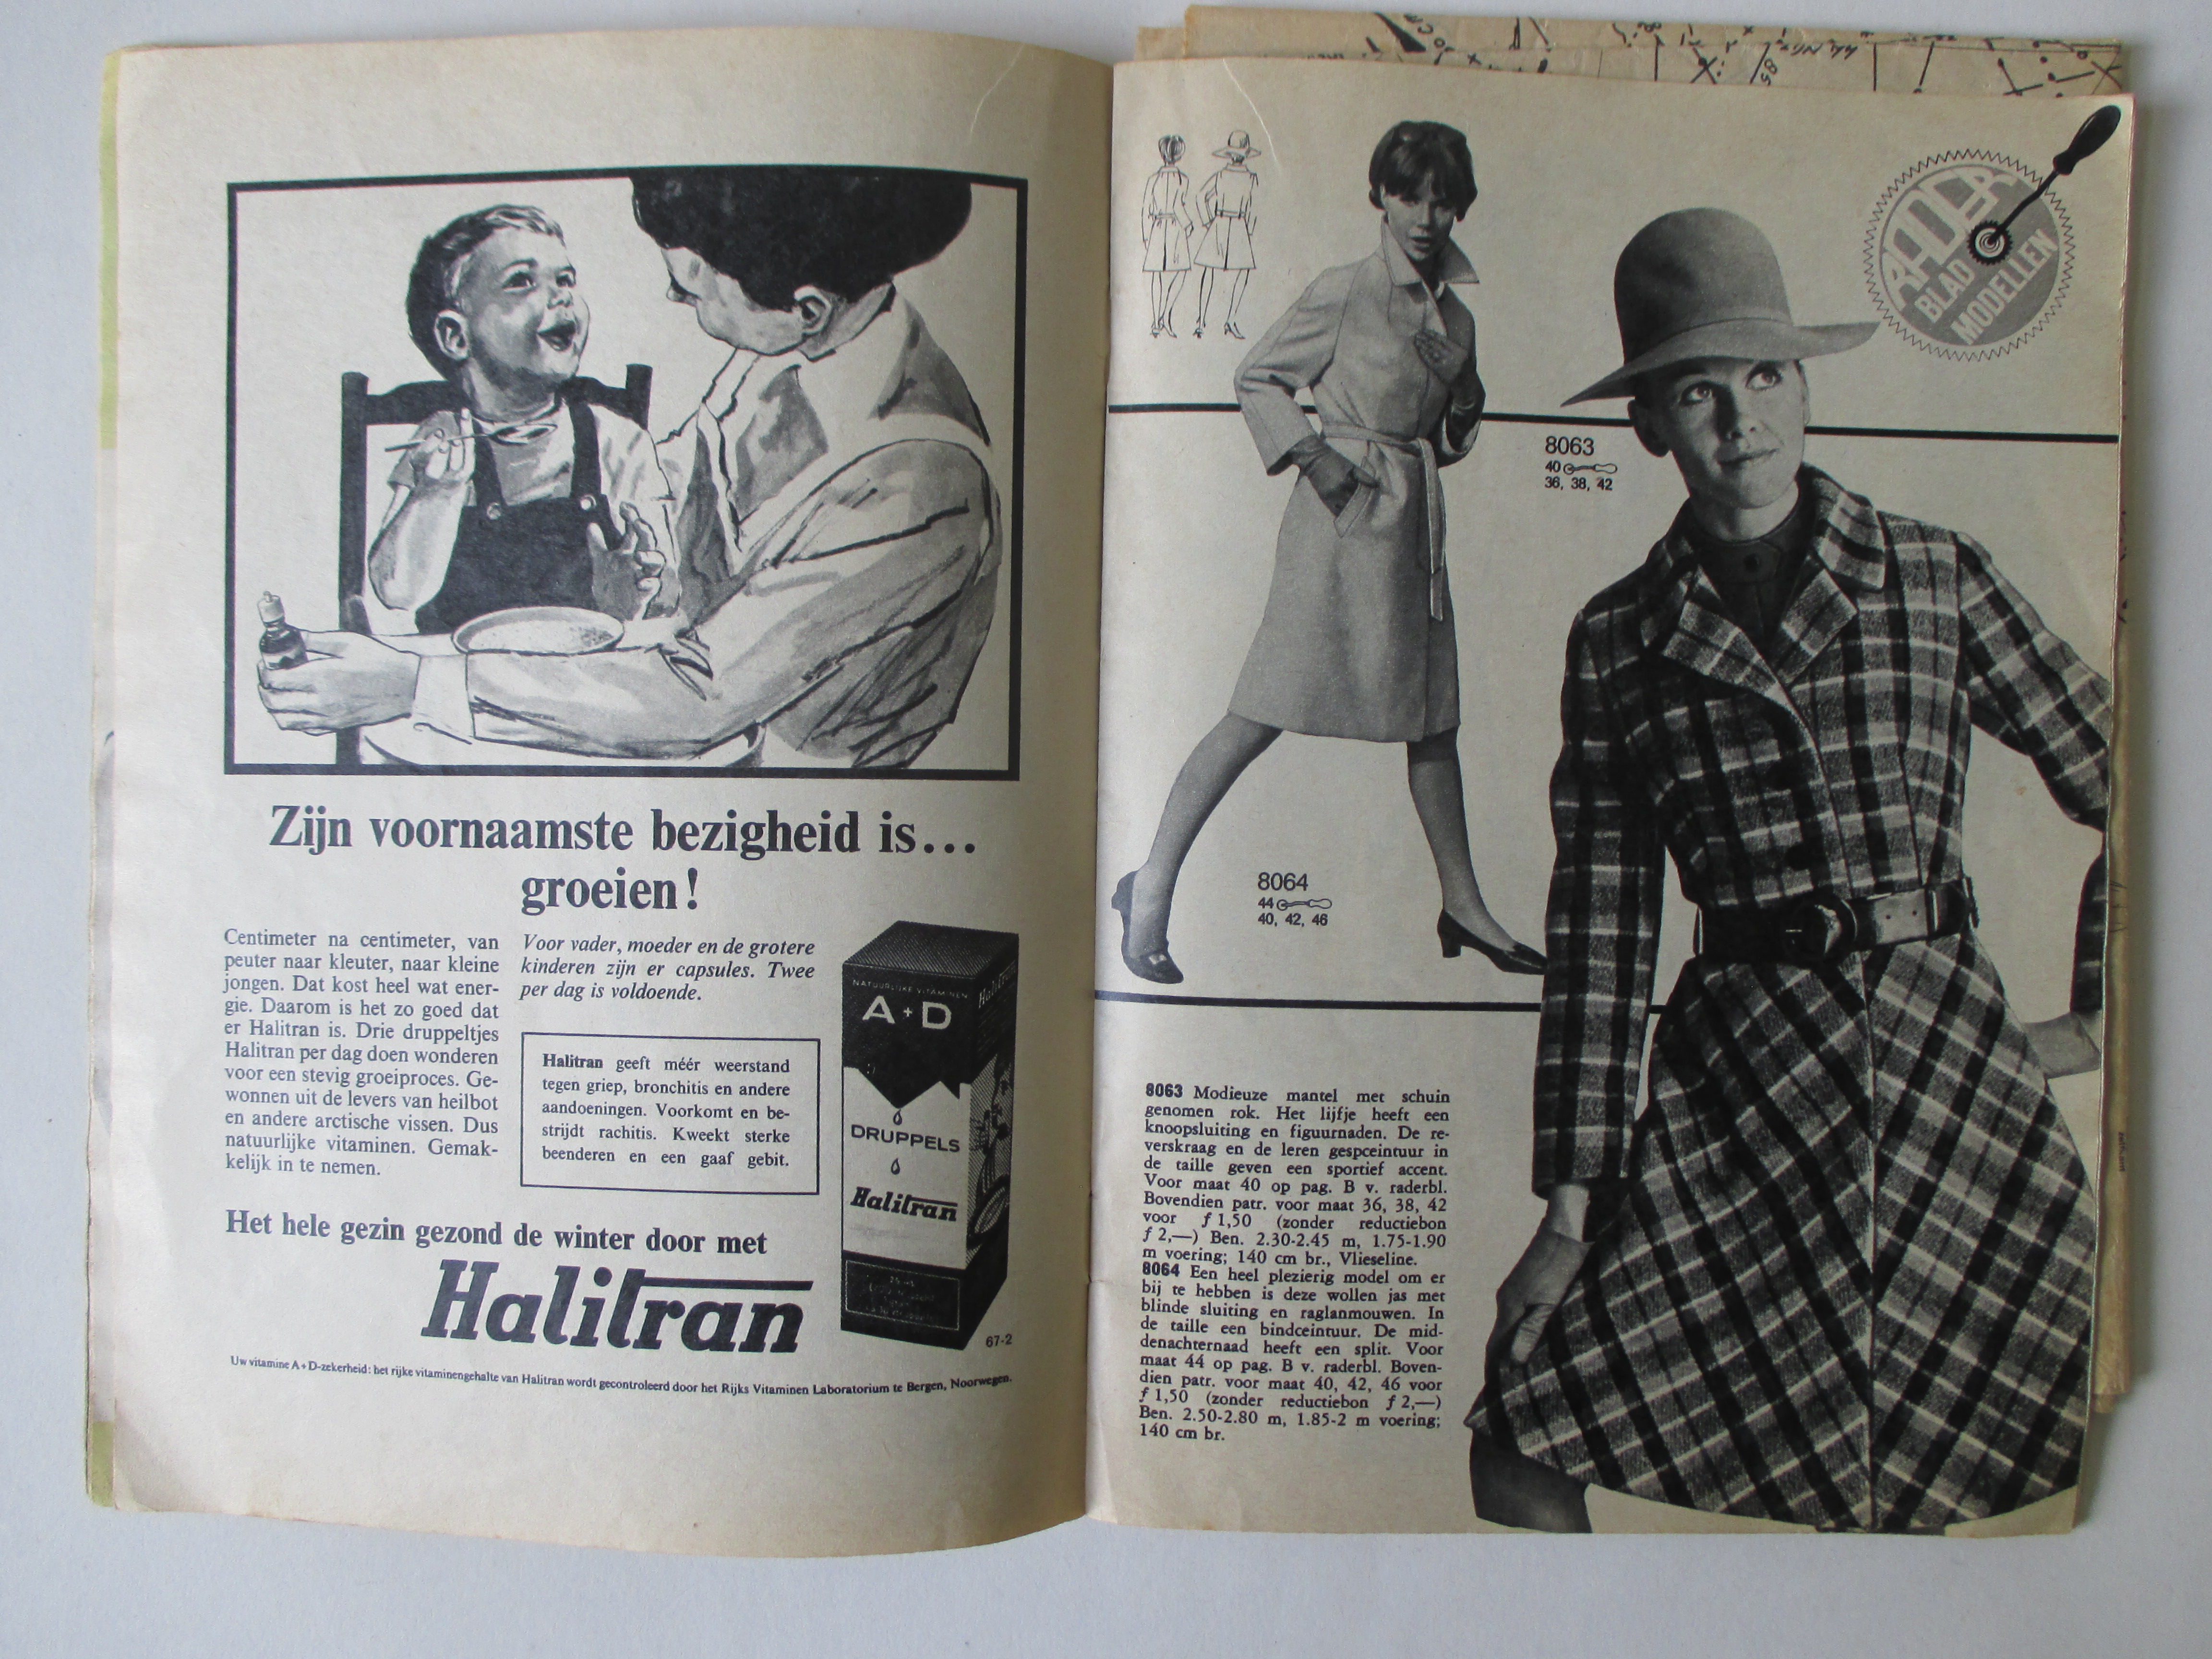 Zijn voornaamste bezigheid is...
groeien!
Centimeter na centimeter, van
peuter naar kleuter, naar kleine
jongen. Dat kost heel wat ener-
gie. Daarom is het zo goed dat
er Halitran is. Drie druppeltjes
Halitran per dag doen wonderen
voor een stevig groeiproces. Ge-
wonnen uit de levers van heilbot
en andere arctische vissen. Dus
natuurlijke vitaminen. Gemak-
kelijk in te nemen.
Voor vader, moeder en de grotere
kinderen zijn er capsules. Twee
per dag is voldoende.
Halitran geeft méér weerstand
tegen griep, bronchitis en andere
aandoeningen. Voorkomt en be-
strijdt rachitis. Kweekt sterke
beenderen en een gaaf gebit.
NATUURLIJKE VITAMINEN
A+D
Halitran
DRUPPELS
Halitran
Het hele gezin gezond de winter door met
Halitran
67-2
Uw vitamine A+D-zekerheid: het rijke vitaminengehalte van Halitran wordt gecontroleerd door het Rijks Vitaminen Laboratorium te Bergen, Noorwegen.
RADER
BLAD
MODELLEN
8063
40
36, 38, 42
8064
44
40, 42, 46
8063 Modieuze mantel met schuin
genomen rok. Het lijfje heeft een
knoopsluiting en figuurnaden. De re-
verskraag en de leren gespceintuur in
de taille geven een sportief accent.
Voor maat 40 op pag. B v. raderbl.
Bovendien patr. voor maat 36, 38, 42
voor ƒ 1,50 (zonder reductiebon
ƒ 2,—) Ben. 2.30-2.45 m, 1.75-1.90
m voering; 140 cm br., Vlieseline.
8064 Een heel plezierig model om er
bij te hebben is deze wollen jas met
blinde sluiting en raglanmouwen. In
de taille een bindceintuur. De mid-
denachternaad heeft een split. Voor
maat 44 op pag. B v. raderbl. Boven-
dien patr. voor maat 40, 42, 46 voor
ƒ 1,50 (zonder reductiebon ƒ 2,—)
Ben. 2.50-2.80 m, 1.85-2 m voering;
140 cm br.